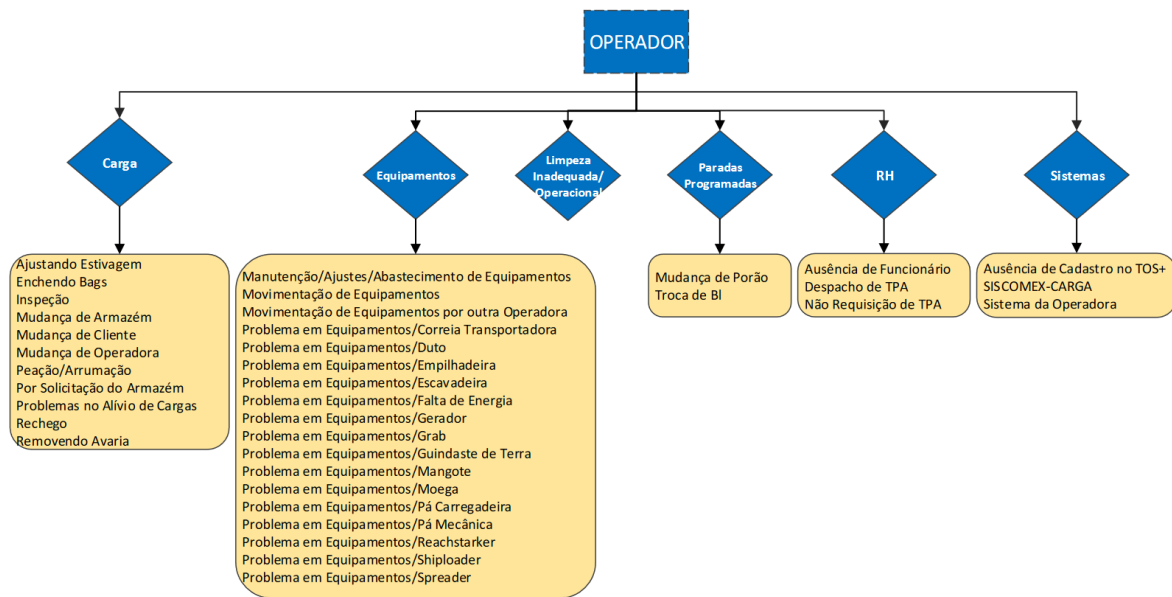 OPERADOR
Carga
Equipamentos
Limpeza
Inadequada/
Operacional
Paradas
Programadas
RH
Sistemas
Ajustando Estivagem
Enchendo Bags
Inspeção
Mudança de Armazém
Mudança de Cliente
Mudança de Operadora
Peação/Arrumação
Por Solicitação do Armazém
Problemas no Alívio de Cargas
Rechego
Removendo Avaria
Manutenção/Ajustes/Abastecimento de Equipamentos
Movimentação de Equipamentos
Movimentação de Equipamentos por outra Operadora
Problema em Equipamentos/Correia Transportadora
Problema em Equipamentos/Duto
Problema em Equipamentos/Empilhadeira
Problema em Equipamentos/Escavadeira
Problema em Equipamentos/Falta de Energia
Problema em Equipamentos/Gerador
Problema em Equipamentos/Grab
Problema em Equipamentos/Guindaste de Terra
Problema em Equipamentos/Mangote
Problema em Equipamentos/Moega
Problema em Equipamentos/Pá Carregadeira
Problema em Equipamentos/Pá Mecânica
Problema em Equipamentos/Reachstarker
Problema em Equipamentos/Shiploader
Problema em Equipamentos/Spreader
Mudança de Porão
Troca de Bl
Ausência de Funcionário
Despacho de TPA
Não Requisição de TPA
Ausência de Cadastro no TOS+
SISCOMEX-CARGA
Sistema da Operadora